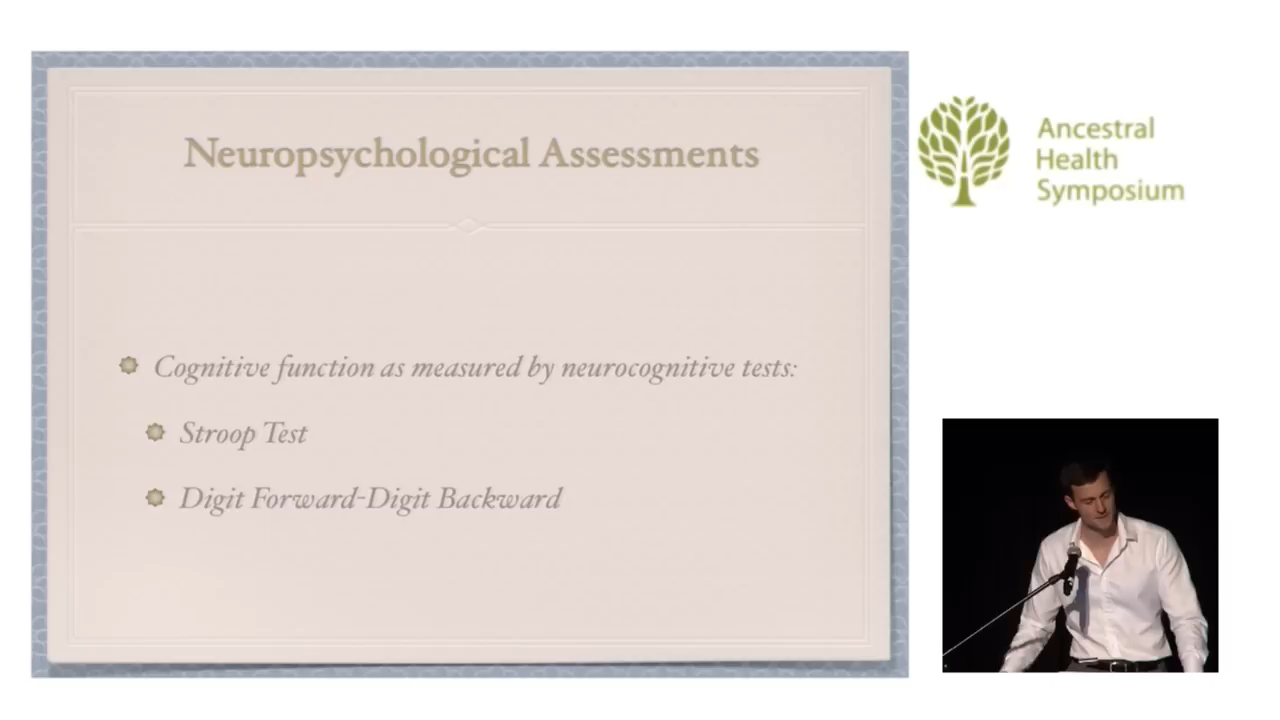 Neuropsychological Assessments
Cognitive function as measured by neurocognitive tests:
Stroop Test
Digit Forward-Digit Backward
Ancestral
Health
Symposium